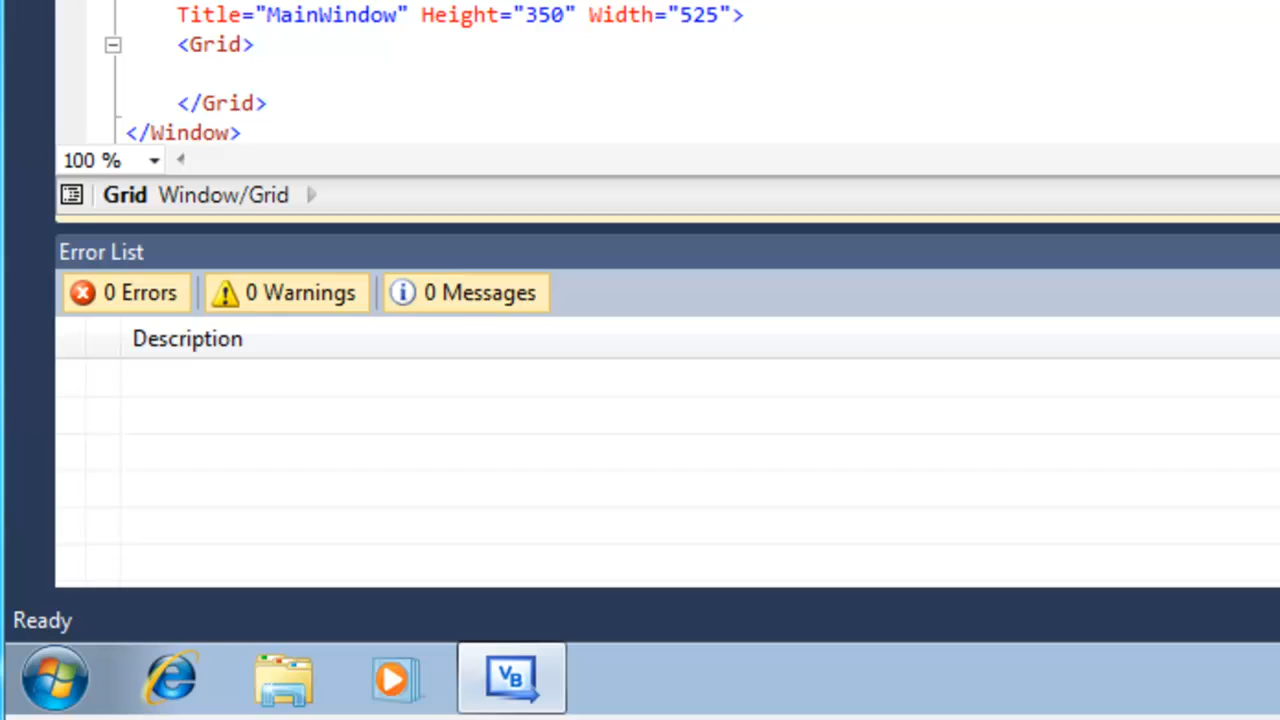 Title="MainWindow" Height="350" Width="525">
<Grid>
</Grid>
</Window>
100 %
Grid Window/Grid
Error List
0 Errors 0 Warnings 0 Messages
Description
Ready
VB